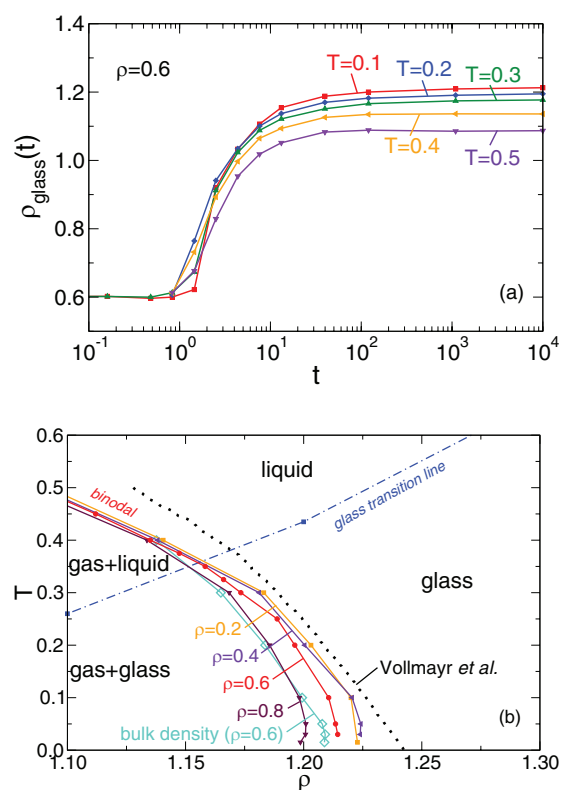 1.4
ρ=0.6
T=0.1
T=0.2
T=0.3
1.2
T=0.4
T=0.5
1.0
ρglass(t)
0.8
0.6
(a)
10-1
100
101
102
103
104
t
0.6
liquid
0.5
binodal
glass transition line
0.4
gas+liquid
T
0.3
glass
ρ=0.2
0.2
gas+glass
ρ=0.4
ρ=0.6
Vollmayr et al.
0.1
ρ=0.8
bulk density (ρ=0.6)
(b)
0.0
1.10
1.15
1.20
1.25
1.30
ρ